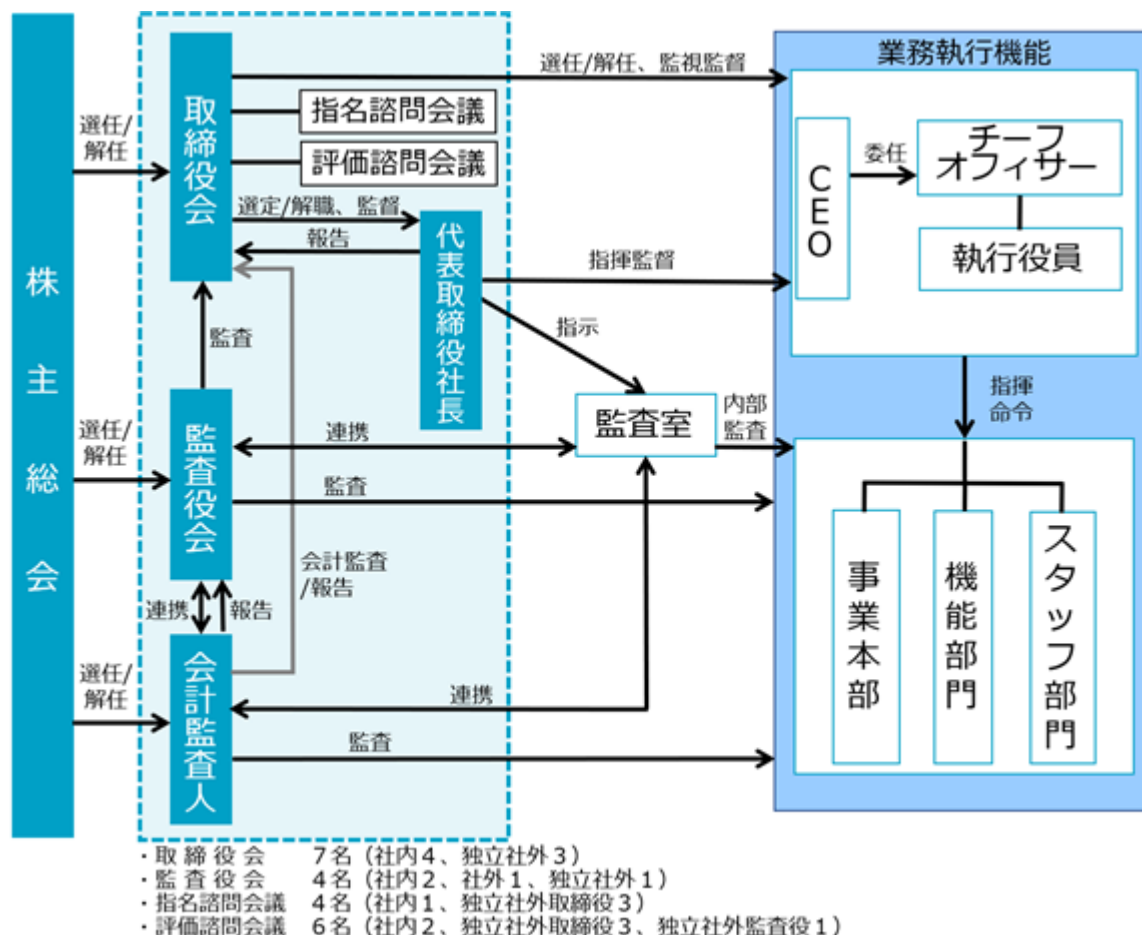 株主総会
選任/
解任
選任/
解任
選任/
解任
取締役会
指名諮問会議
評価諮問会議
選定/解職、監督
報告
代表取締役社長
監査
監査役会
連携
監査
会計監査
/報告
連携
報告
会計監査人
連携
監査
選任/解任、監視監督
指揮監督
指示
監査室
内部
監査
業務執行機能
CEO
委任
チーフ
オフィサー
執行役員
指揮
命令
事業本部
機能部門
スタッフ部門
・取締役会 7名（社内4、独立社外3）
・監査役会 4名（社内2、社外1、独立社外1）
・指名諮問会議 4名（社内1、独立社外取締役3）
・評価諮問会議 6名（社内2、独立社外取締役3、独立社外監査役1）